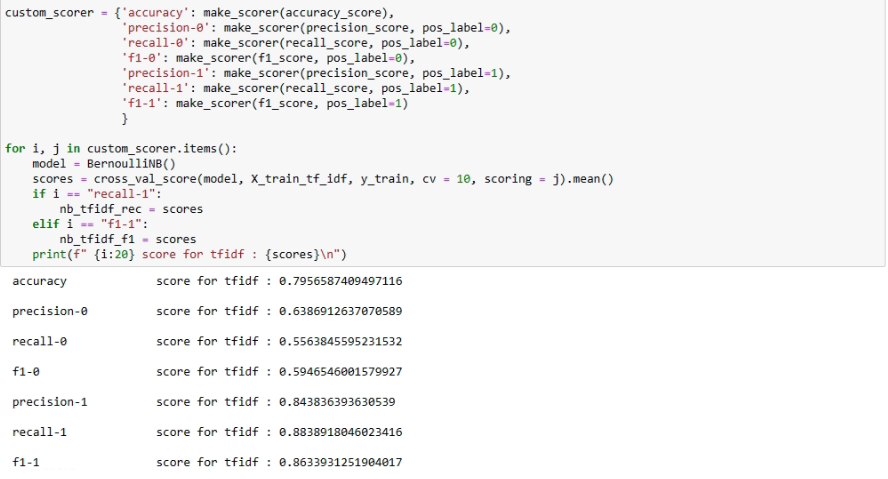 custom_scorer = {'accuracy': make_scorer(accuracy_score),
'precision-0': make_scorer(precision_score, pos_label=0),
'recall-0': make_scorer(recall_score, pos_label=0),
'f1-0': make_scorer(f1_score, pos_label=0),
'precision-1': make_scorer(precision_score, pos_label=1),
'recall-1': make_scorer(recall_score, pos_label=1),
'f1-1': make_scorer(f1_score, pos_label=1)
}
for i, j in custom_scorer.items():
model = BernoulliNB()
scores = cross_val_score(model, X_train_tf_idf, y_train, cv = 10, scoring = j).mean()
if i == "recall-1":
nb_tfidf_rec = scores
elif i == "f1-1":
nb_tfidf_f1 = scores
print(f" {i:20} score for tfidf : {scores}\n")
accuracy score for tfidf : 0.7956587409497116
precision-0 score for tfidf : 0.6386912637070589
recall-0 score for tfidf : 0.5563845595231532
f1-0 score for tfidf : 0.5946546001579927
precision-1 score for tfidf : 0.843836393630539
recall-1 score for tfidf : 0.8838918046023416
f1-1 score for tfidf : 0.8633931251904017